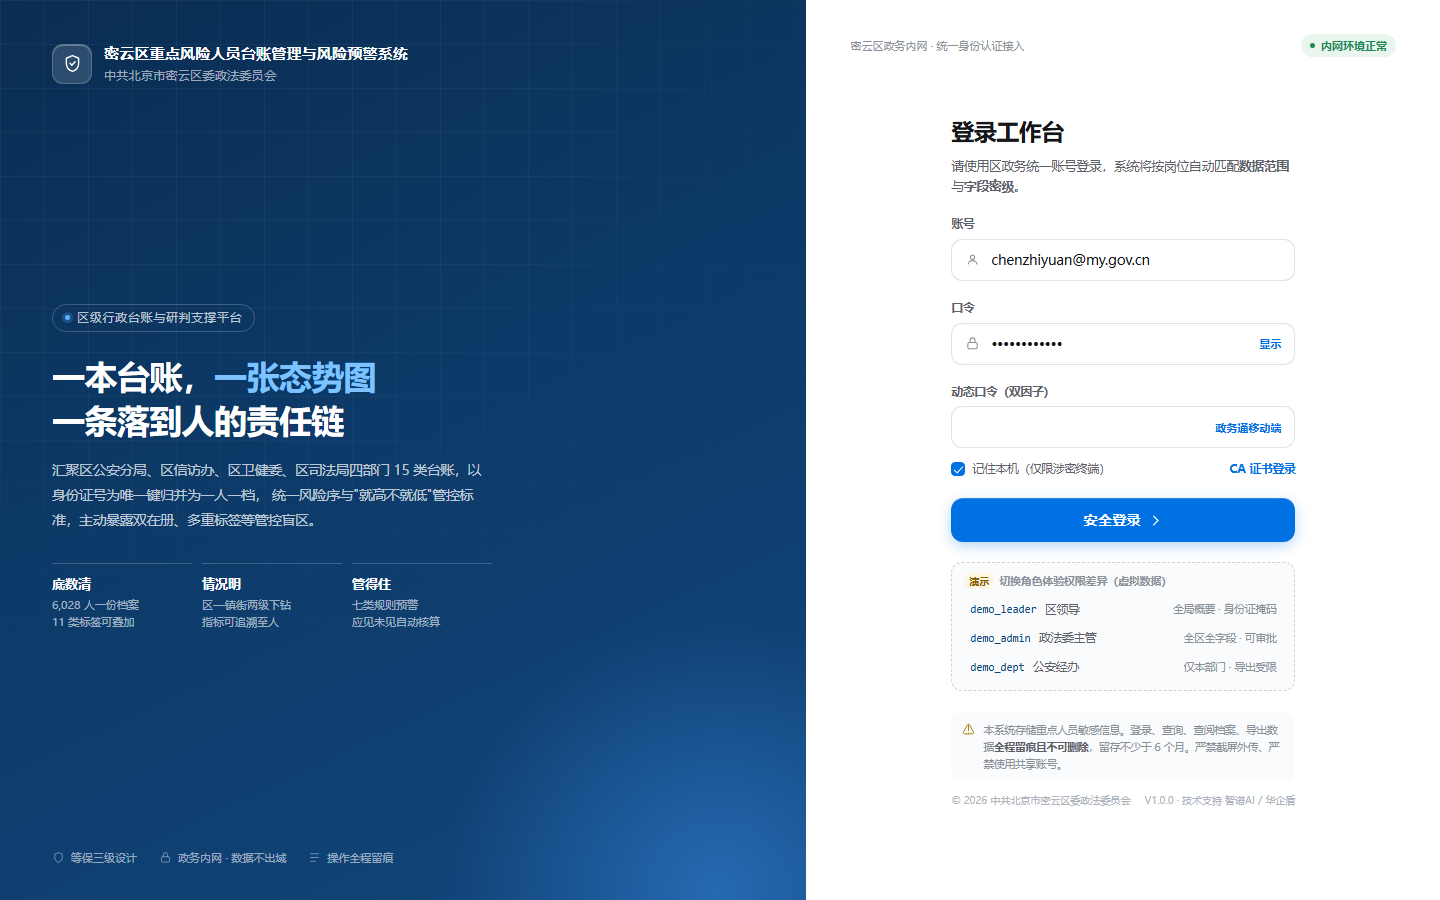 密云区重点风险人员台账管理与风险预警系统
中共北京市密云区委政法委员会
区级行政台账与研判支撑平台
一本台账，一张态势图
一条落到人的责任链
汇聚区公安分局、区信访办、区卫健委、区司法局四部门 15 类台账，以
身份证号为唯一键归并为一人一档， 统一风险序与"就高不就低"管控标
准，主动暴露双在册、多重标签等管控盲区。
底数清
6,028 人一份档案
11 类标签可叠加
情况明
区—镇街两级下钻
指标可追溯至人
管得住
七类规则预警
应见未见自动核算
等保三级设计
政务内网 · 数据不出域
操作全程留痕
密云区政务内网 · 统一身份认证接入
内网环境正常
登录工作台
请使用区政务统一账号登录，系统将按岗位自动匹配数据范围
与字段密级。
账号
chenzhiyuan@my.gov.cn
口令
••••••••••••
显示
动态口令（双因子）
政务通移动端
记住本机（仅限涉密终端）
CA 证书登录
安全登录
演示 切换角色体验权限差异（虚拟数据）
demo_leader 区领导 全局概要 · 身份证掩码
demo_admin 政法委主管 全区全字段 · 可审批
demo_dept 公安经办 仅本部门 · 导出受限
本系统存储重点人员敏感信息。登录、查询、查阅档案、导出数
据全程留痕且不可删除，留存不少于 6 个月。严禁截屏外传、严
禁使用共享账号。
© 2026 中共北京市密云区委政法委员会 V1.0.0 · 技术支持 智谱AI / 华企盾